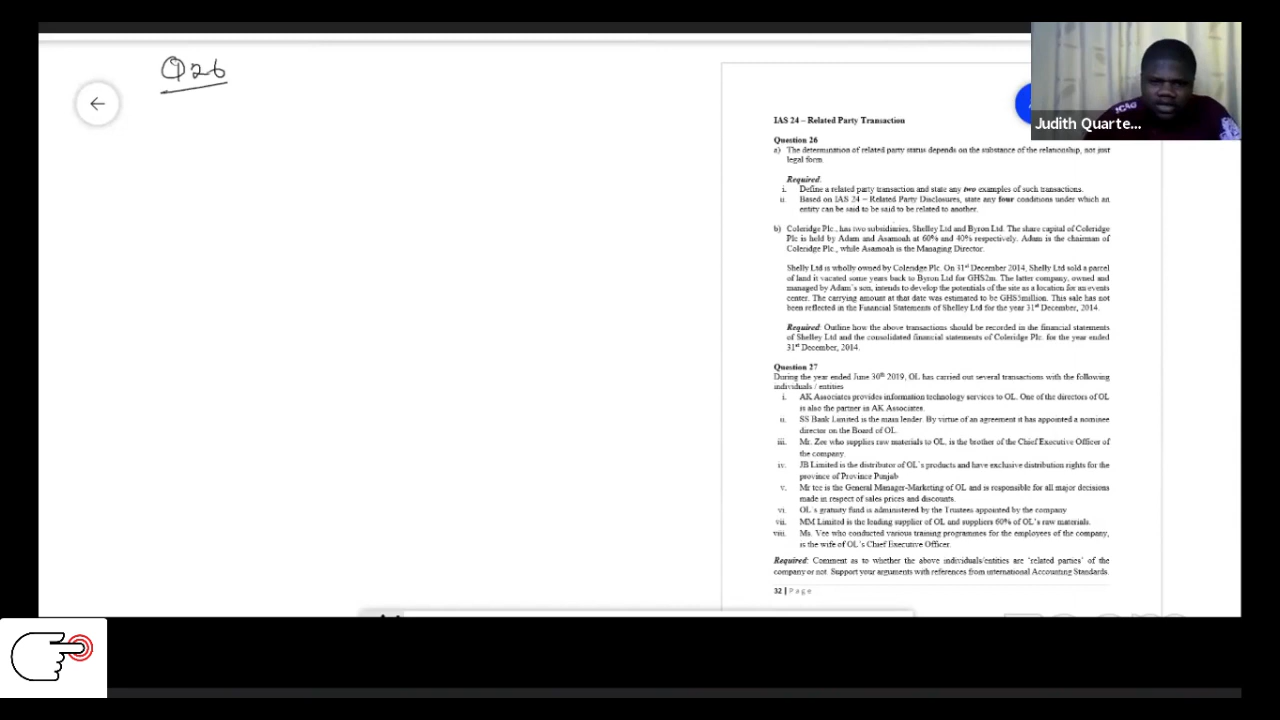 Q26
Judith Quarte...
IAS 24 – Related Party Transaction
Question 26
a) The determination of related party status depends on the substance of the relationship, not just
legal form.
Required:
i. Define a related party transaction and state any two examples of such transactions.
ii. Based on IAS 24 – Related Party Disclosures, state any four conditions under which an
entity can be said to be said to be related to another.
b) Coleridge Plc., has two subsidiaries, Shelley Ltd and Byron Ltd. The share capital of Coleridge
Plc is held by Adam and Asamoah at 60% and 40% respectively. Adam is the chairman of
Coleridge Plc., while Asamoah is the Managing Director.
Shelly Ltd is wholly owned by Coleridge Plc. On 31st December 2014, Shelly Ltd sold a parcel
of land it vacated some years back to Byron Ltd for GHS2m. The latter company, owned and
managed by Adam's son, intends to develop the potentials of the site as a location for an events
center. The carrying amount at that date was estimated to be GHS5million. This sale has not
been reflected in the Financial Statements of Shelley Ltd for the year 31st December, 2014.
Required: Outline how the above transactions should be recorded in the financial statements
of Shelley Ltd and the consolidated financial statements of Coleridge Plc. for the year ended
31st December, 2014.
Question 27
During the year ended June 30th 2019, OL has carried out several transactions with the following
individuals / entities
i. AK Associates provides information technology services to OL. One of the directors of OL
is also the partner in AK Associates.
ii. SS Bank Limited is the main lender. By virtue of an agreement it has appointed a nominee
director on the Board of OL.
iii. Mr. Zee who supplies raw materials to OL, is the brother of the Chief Executive Officer of
the company.
iv. JB Limited is the distributor of OL's products and have exclusive distribution rights for the
province of Province Punjab
v. Mr tee is the General Manager-Marketing of OL and is responsible for all major decisions
made in respect of sales prices and discounts.
vi. OL's gratuity fund is administered by the Trustees appointed by the company
vii. MM Limited is the leading supplier of OL and suppliers 60% of OL's raw materials.
viii. Ms. Vee who conducted various training programmes for the employees of the company,
is the wife of OL's Chief Executive Officer.
Required: Comment as to whether the above individuals/entities are 'related parties' of the
company or not. Support your arguments with references from international Accounting Standards.
32 | Page